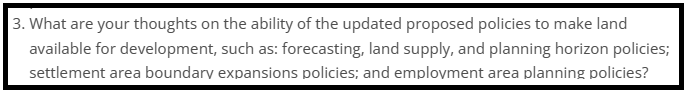 3. What are your thoughts on the ability of the updated proposed policies to make land
available for development, such as: forecasting, land supply, and planning horizon policies;
settlement area boundary expansions policies; and employment area planning policies?